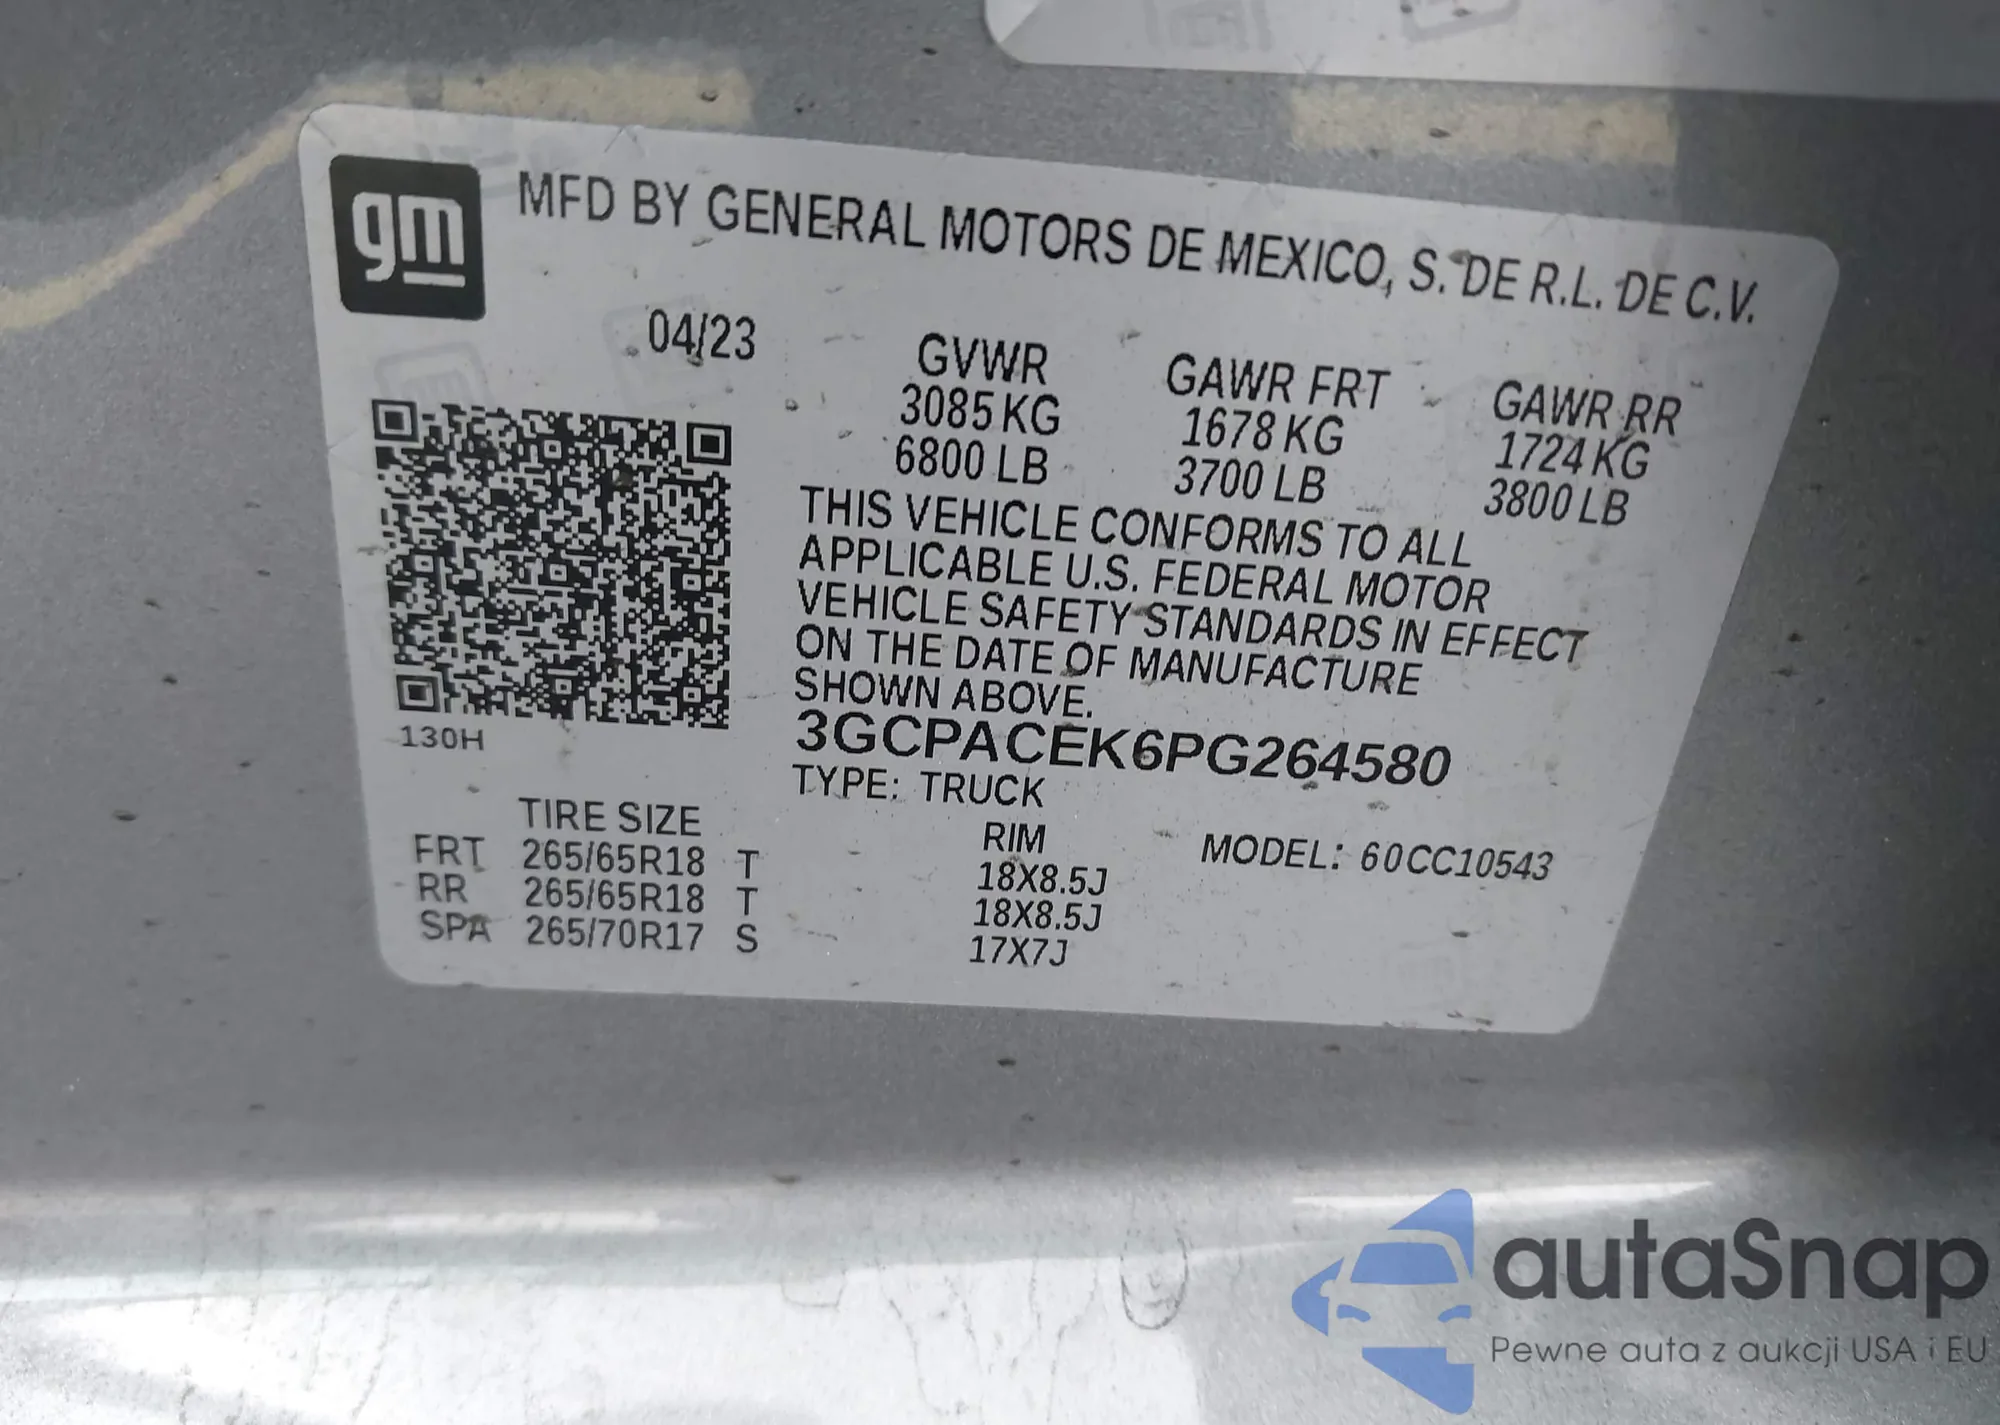 gm
MFD BY GENERAL MOTORS DE MEXICO, S. DE R.L. DE C.V.
04/23
GVWR GAWR FRT GAWR RR
3085 KG 1678 KG 1724 KG
6800 LB 3700 LB 3800 LB
THIS VEHICLE CONFORMS TO ALL
APPLICABLE U.S. FEDERAL MOTOR
VEHICLE SAFETY STANDARDS IN EFFECT
ON THE DATE OF MANUFACTURE
SHOWN ABOVE.
3GCPACEK6PG264580
130H
TYPE: TRUCK
TIRE SIZE RIM MODEL: 60CC10543
FRT 265/65R18 T 18X8.5J
RR 265/65R18 T 18X8.5J
SPA 265/70R17 S 17X7J
autaSnap
Pewne auta z aukcji USA i EU